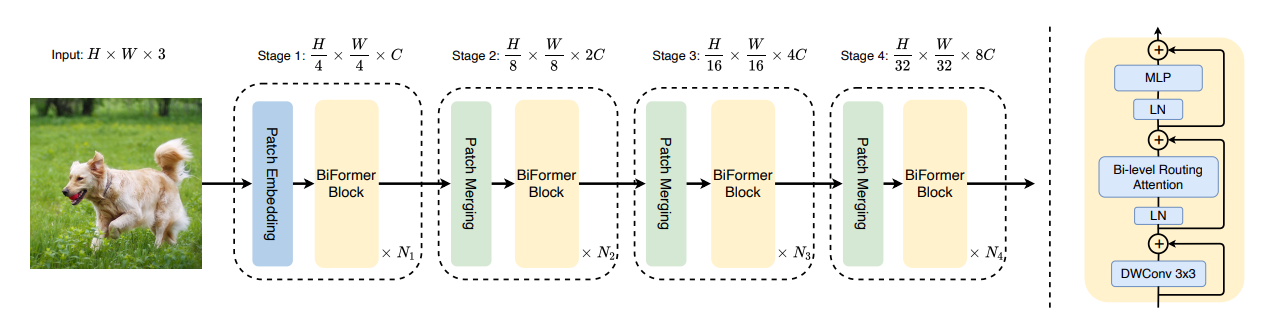 Input: H × W × 3
Stage 1: H/4 × W/4 × C
Stage 2: H/8 × W/8 × 2C
Stage 3: H/16 × W/16 × 4C
Stage 4: H/32 × W/32 × 8C
Patch Embedding
BiFormer
Block
× N₁
Patch Merging
BiFormer
Block
× N₂
Patch Merging
BiFormer
Block
× N₃
Patch Merging
BiFormer
Block
× N₄
+
MLP
LN
+
Bi-level Routing
Attention
LN
+
DWConv 3x3